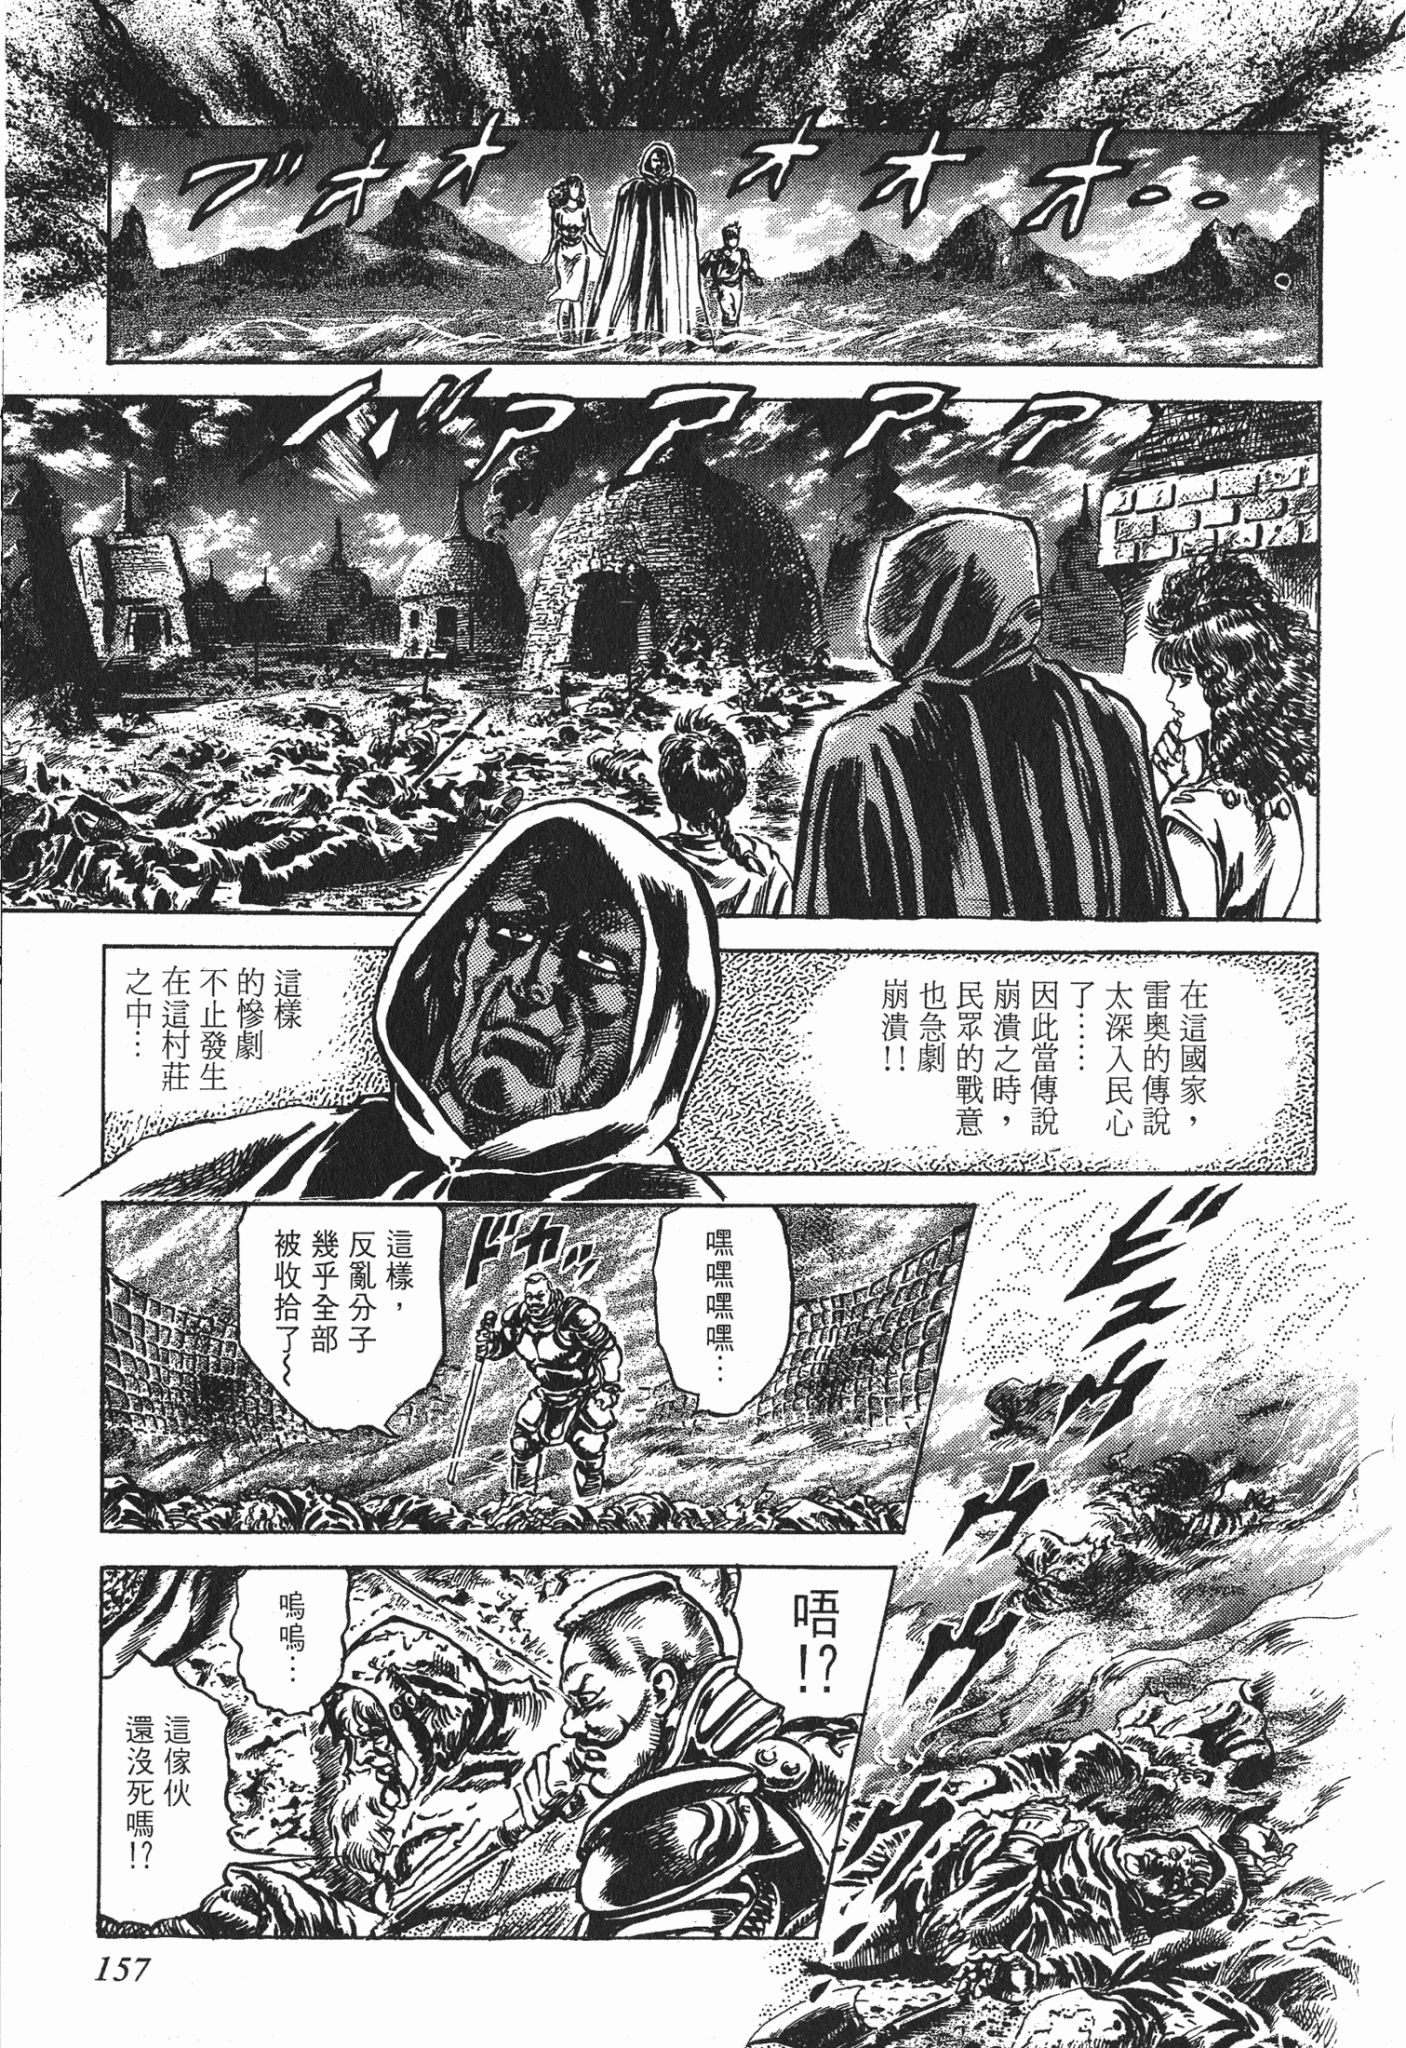 ブオオオオオ・・
バアアアア
在這國家，
雷奧的傳說
太深入民心
了……
因此當傳說
崩潰之時，
民眾的戰意
也急劇
崩潰!!
這樣
的慘劇
不止發生
在這村莊
之中…
ビュウウウウ
嘿嘿嘿嘿…
ドカッ
這樣，
反亂分子
幾乎全部
被收拾了～
唔!?
嗚嗚…
這傢伙
還沒死嗎!?
157